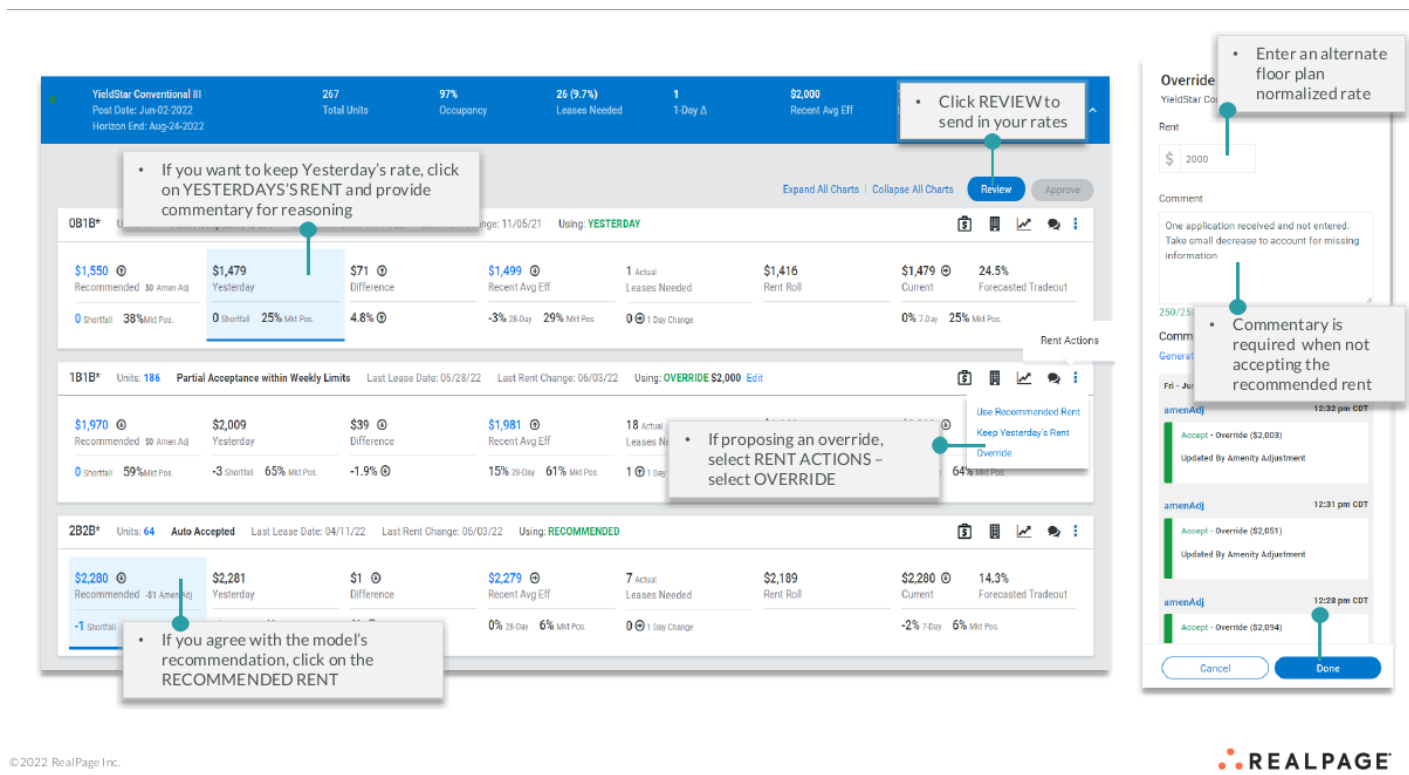 YieldStar Conventional III
Post Date: Jun-02-2022
Horizon End: Aug-24-2022
267
Total Units
97%
Occupancy
26 (9.7%)
Leases Needed
1
1-Day Δ
$2,000
Recent Avg Eff
• Click REVIEW to
send in your rates
• If you want to keep Yesterday's rate, click
on YESTERDAYS'S RENT and provide
commentary for reasoning
Expand All Charts | Collapse All Charts
Review
Approve
0B1B*
nge: 11/05/21 Using: YESTERDAY
$1,550
Recommended $0 Amen Adj
0 Shortfall 38% Mkt Pos.
$1,479
Yesterday
0 Shortfall 25% Mkt Pos.
$71
Difference
4.8%
$1,499
Recent Avg Eff
-3% 28-Day 29% Mkt Pos.
1 Actual
Leases Needed
0 1 Day Change
$1,416
Rent Roll
$1,479
Current
0% 7-Day 25% Mkt Pos.
24.5%
Forecasted Tradeout
Rent Actions
1B1B* Units: 186 Partial Acceptance within Weekly Limits Last Lease Date: 05/28/22 Last Rent Change: 06/03/22 Using: OVERRIDE $2,000 Edit
$1,970
Recommended $0 Amen Adj
0 Shortfall 59% Mkt Pos.
$2,009
Yesterday
-3 Shortfall 65% Mkt Pos.
$39
Difference
-1.9%
$1,981
Recent Avg Eff
15% 28-Day 61% Mkt Pos.
18 Actual
Leases Ne
1 1 Day
64% Mkt Pos.
Use Recommended Rent
Keep Yesterday's Rent
Override
• If proposing an override,
select RENT ACTIONS –
select OVERRIDE
2B2B* Units: 64 Auto Accepted Last Lease Date: 04/11/22 Last Rent Change: 06/03/22 Using: RECOMMENDED
$2,280
Recommended -$1 Amen Adj
-1 Shortfall
$2,281
Yesterday
$1
Difference
$2,279
Recent Avg Eff
0% 28-Day 6% Mkt Pos.
7 Actual
Leases Needed
0 1 Day Change
$2,189
Rent Roll
$2,280
Current
-2% 7-Day 6% Mkt Pos.
14.3%
Forecasted Tradeout
• If you agree with the model's
recommendation, click on the
RECOMMENDED RENT
Override
YieldStar Co
• Enter an alternate
floor plan
normalized rate
Rent
$ 2000
Comment
One application received and not entered.
Take small decrease to account for missing
information
250/25
Comm
Generat
• Commentary is
required when not
accepting the
recommended rent
Fri - Jun
amenAdj 12:32 pm CDT
Accept - Override ($2,003)
Updated By Amenity Adjustment
amenAdj 12:31 pm CDT
Accept - Override ($2,051)
Updated By Amenity Adjustment
amenAdj 12:28 pm CDT
Accept - Override ($2,094)
Cancel
Done
©2022 RealPage Inc.
REALPAGE